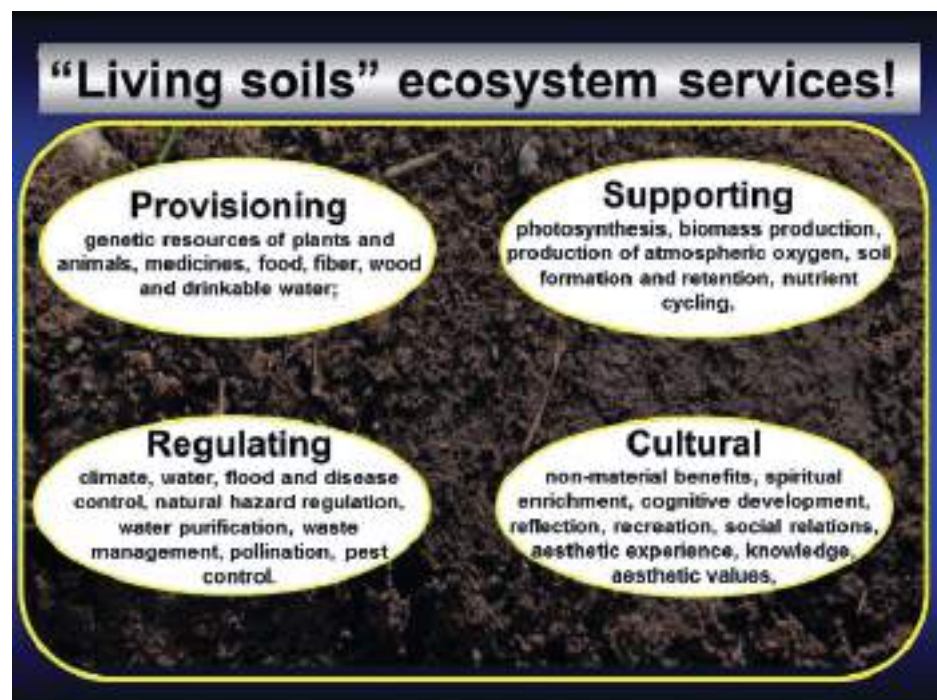 “Living soils” ecosystem services!
Provisioning
genetic resources of plants and
animals, medicines, food, fiber, wood
and drinkable water;
Supporting
photosynthesis, biomass production,
production of atmospheric oxygen, soil
formation and retention, nutrient
cycling,
Regulating
climate, water, flood and disease
control, natural hazard regulation,
water purification, waste
management, pollination, pest
control.
Cultural
non-material benefits, spiritual
enrichment, cognitive development,
reflection, recreation, social relations,
aesthetic experience, knowledge,
aesthetic values,